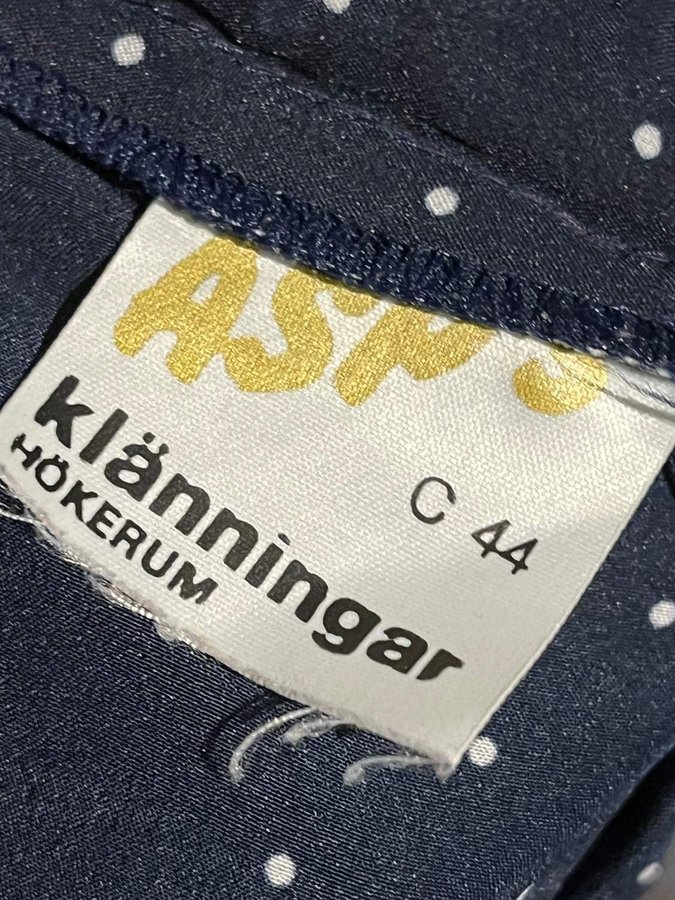 ASP'S
klänningar
HÖKERUM
C 44